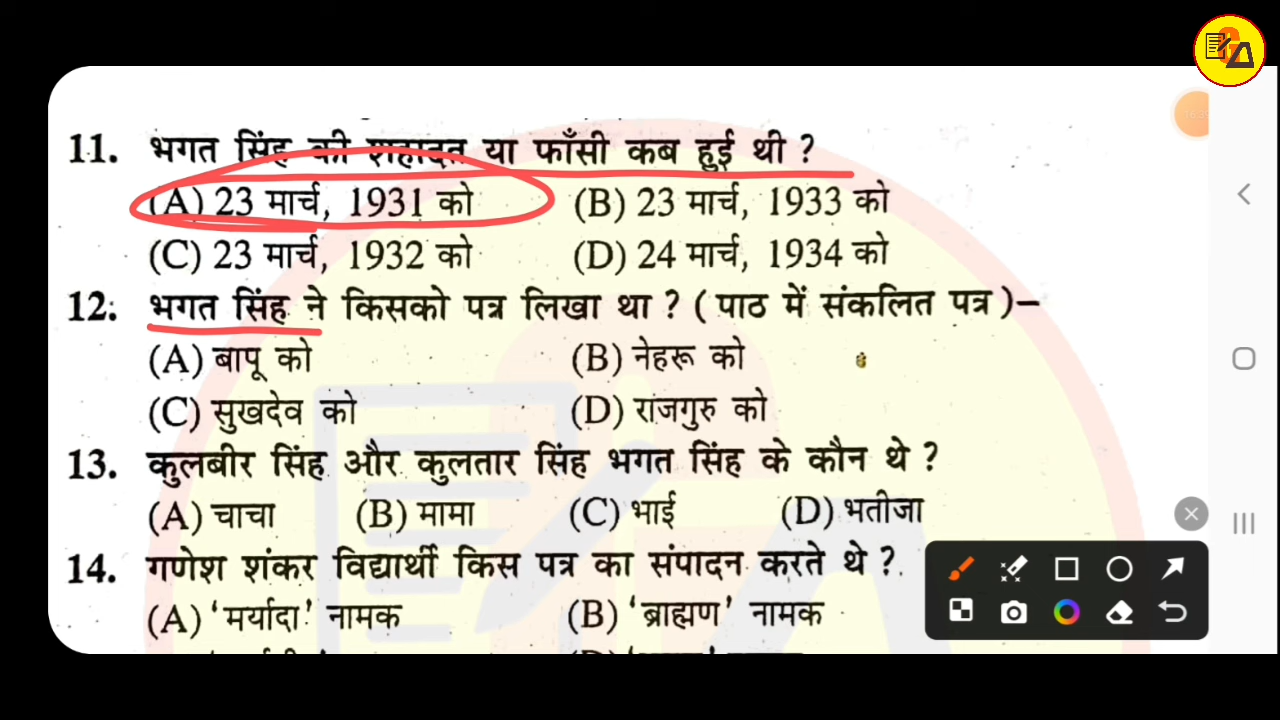 11. भगत सिंह की शहादत या फाँसी कब हुई थी ?
(A) 23 मार्च, 1931 को (B) 23 मार्च, 1933 को
(C) 23 मार्च, 1932 को (D) 24 मार्च, 1934 को
12. भगत सिंह ने किसको पत्र लिखा था ? ( पाठ में संकलित पत्र )–
(A) बापू को (B) नेहरू को
(C) सुखदेव को (D) राजगुरु को
13. कुलबीर सिंह और कुलतार सिंह भगत सिंह के कौन थे ?
(A) चाचा (B) मामा (C) भाई (D) भतीजा
14. गणेश शंकर विद्यार्थी किस पत्र का संपादन करते थे ?
(A) ‘मर्यादा’ नामक (B) ‘ब्राह्मण’ नामक